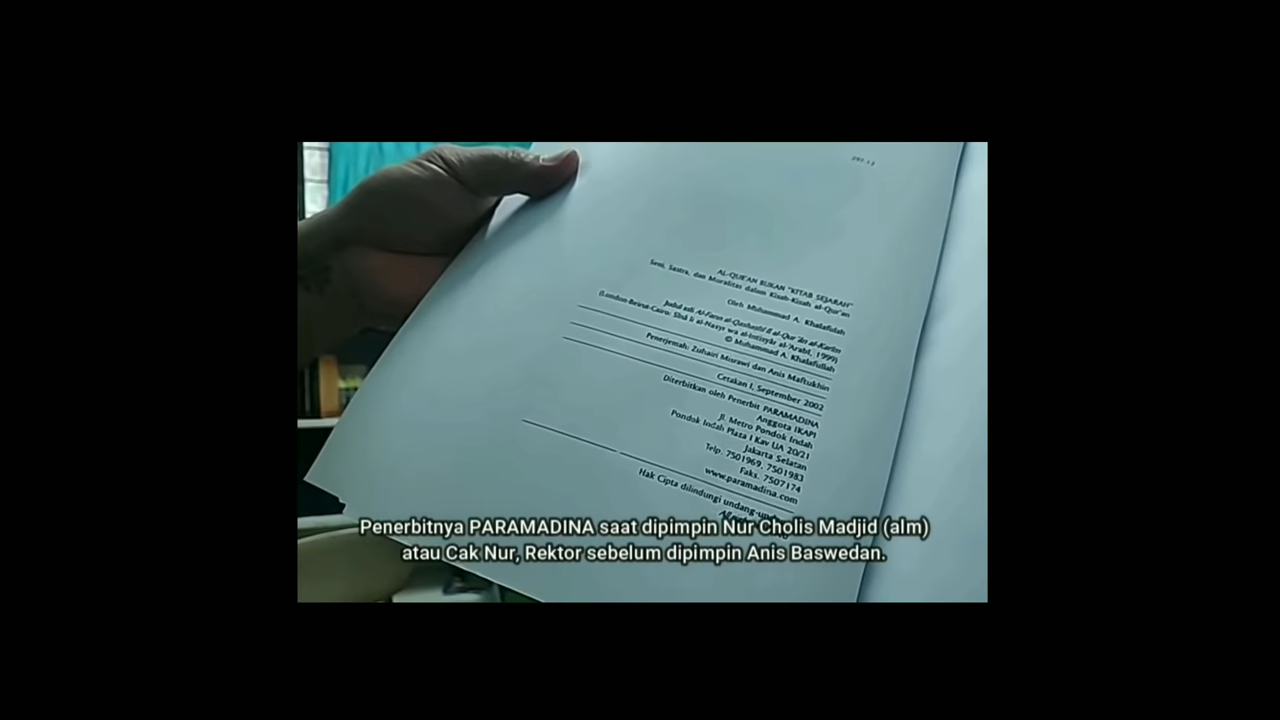 297.13
AL-QUR'AN BUKAN "KITAB SEJARAH"
Seni, Sastra, dan Moralitas dalam Kisah-Kisah al-Qur'an
Oleh Muhammad A. Khalafullah
Judul asli Al-Fann al-Qashashî fî al-Qur'ân al-Karîm
(London-Beirut-Cairo: Sînâ li al-Nasyr wa al-Intisyâr al-'Arabî, 1999)
© Muhammad A. Khalafullah
Penerjemah: Zuhairi Misrawi dan Anis Maftukhin
Cetakan I, September 2002
Diterbitkan oleh Penerbit PARAMADINA
Anggota IKAPI
Jl. Metro Pondok Indah
Pondok Indah Plaza I Kav UA 20/21
Jakarta Selatan
Telp. 7501969, 7501983
Faks. 7507174
www.paramadina.com
Hak Cipta dilindungi
Penerbitnya PARAMADINA saat dipimpin Nur Cholis Madjid (alm)
atau Cak Nur, Rektor sebelum dipimpin Anis Baswedan.